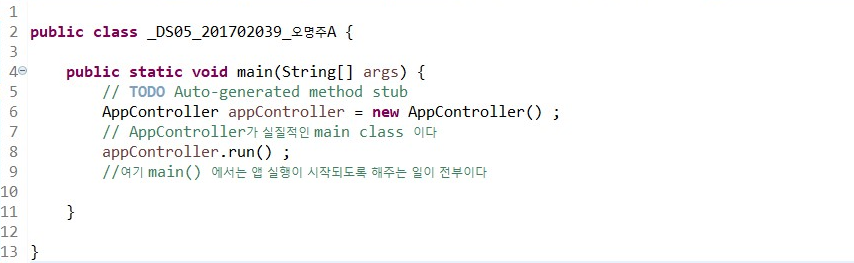 1
2 public class _DS05_201702039_오명주A {
3
4 public static void main(String[] args) {
5 // TODO Auto-generated method stub
6 AppController appController = new AppController() ;
7 // AppController가 실질적인 main class 이다
8 appController.run() ;
9 //여기 main() 에서는 앱 실행이 시작되도록 해주는 일이 전부이다
10
11 }
12
13 }